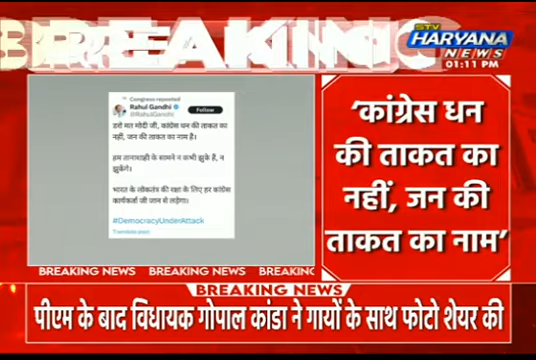 BREAKING
STV
HARYANA
NEWS
01:11 PM
Congress reposted
Rahul Gandhi
@RahulGandhi
Follow
डरो मत मोदी जी, कांग्रेस धन की ताकत का
नहीं, जन की ताकत का नाम है।
हम तानाशाही के सामने न कभी झुके हैं, न
झुकेंगे।
भारत के लोकतंत्र की रक्षा के लिए हर कांग्रेस
कार्यकर्ता जी जान से लड़ेगा।
#DemocracyUnderAttack
Translate post
'कांग्रेस धन
की ताकत का
नहीं, जन की
ताकत का नाम'
BREAKING NEWS BREAKING NEWS BREAKING
BREAKING NEWS
पीएम के बाद विधायक गोपाल कांडा ने गायों के साथ फोटो शेयर की